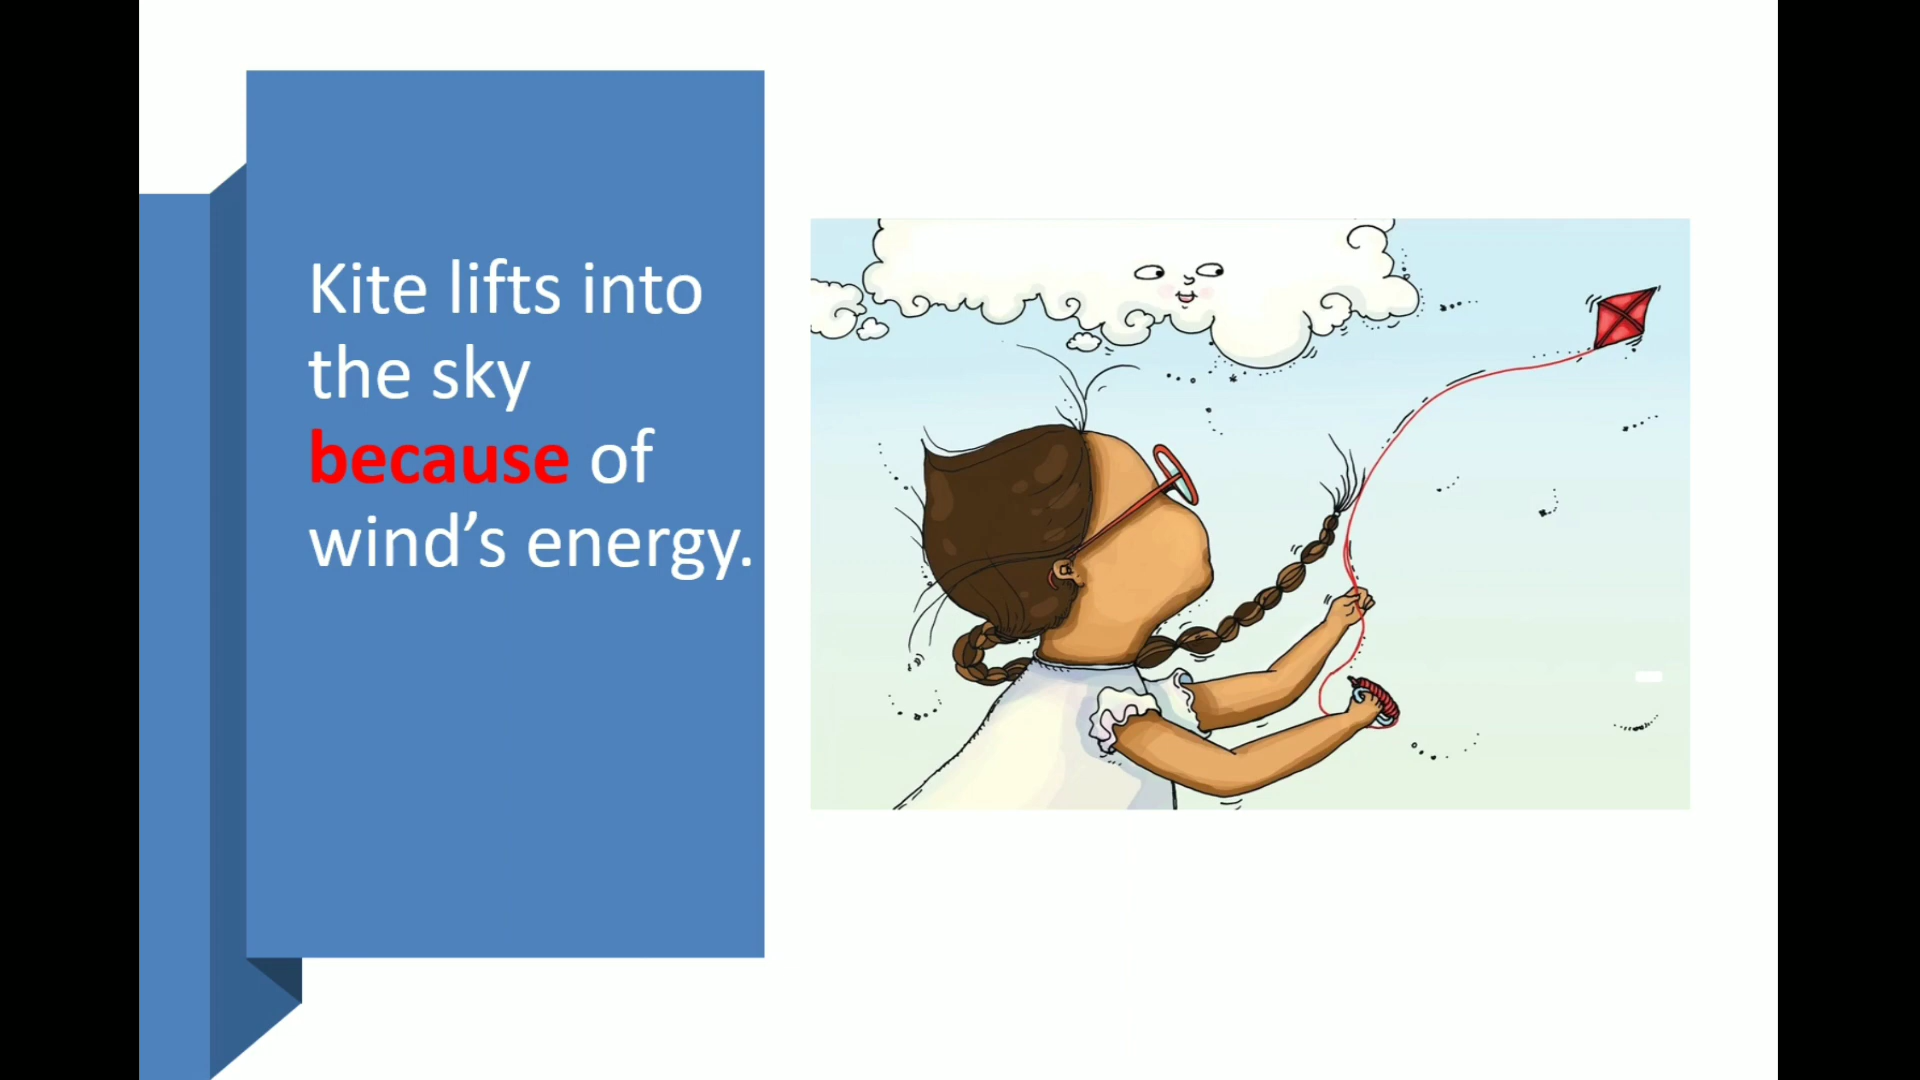 Kite lifts into
the sky
because of
wind’s energy.